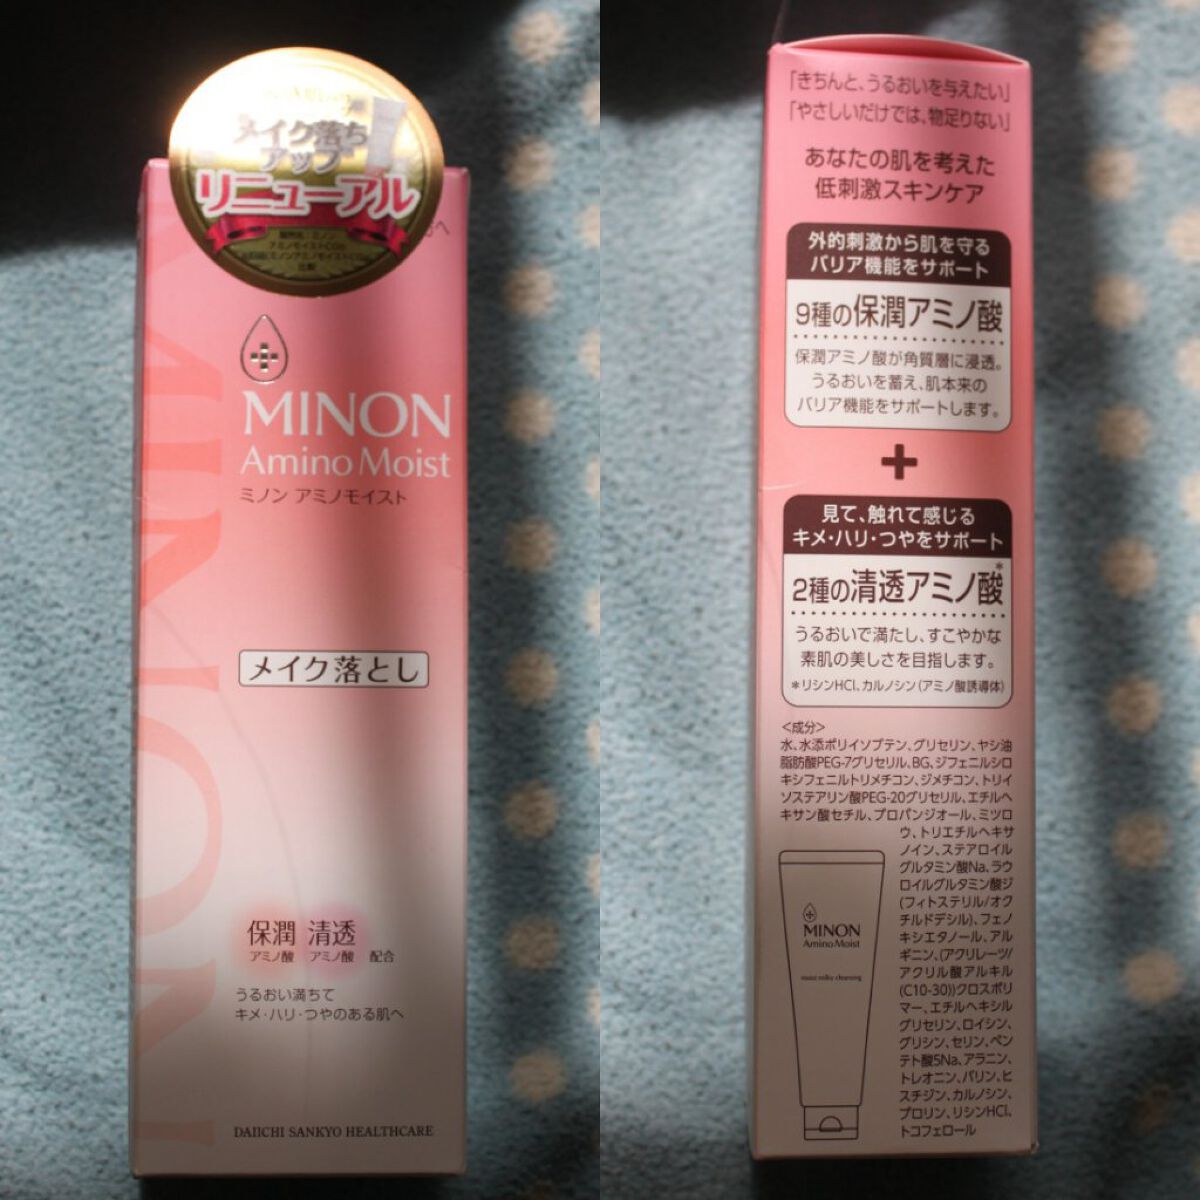 メイク落ち
アップ
リニューアル
MINON
Amino Moist
ミノン アミノモイスト
メイク落とし
保潤 清透
アミノ酸 アミノ酸 配合
うるおい満ちて
キメ・ハリ・つやのある肌へ
DAIICHI SANKYO HEALTHCARE
MINON
「きちんと、うるおいを与えたい」
「やさしいだけでは、物足りない」
あなたの肌を考えた
低刺激スキンケア
外的刺激から肌を守る
バリア機能をサポート
9種の保潤アミノ酸
保潤アミノ酸が角質層に浸透。
うるおいを蓄え、肌本来の
バリア機能をサポートします。
+
見て、触れて感じる
キメ・ハリ・つやをサポート
2種の清透アミノ酸*
うるおいで満たし、すこやかな
素肌の美しさを目指します。
*リシンHCl、カルノシン（アミノ酸誘導体）
<成分>
水、水添ポリイソブテン、グリセリン、ヤシ油
脂肪酸PEG-7グリセリル、BG、ジフェニルシロ
キシフェニルトリメチコン、ジメチコン、トリイ
ソステアリン酸PEG-20グリセリル、エチルヘ
キサン酸セチル、プロパンジオール、ミツロ
ウ、トリエチルヘキサ
ノイン、ステアロイル
グルタミン酸Na、ラウ
ロイルグルタミン酸ジ
(フィトステリル/オク
チルドデシル)、フェノ
キシエタノール、アル
ギニン、(アクリレーツ/
アクリル酸アルキル
(C10-30))クロスポリ
マー、エチルヘキシル
グリセリン、ロイシン、
グリシン、セリン、ペン
テト酸5Na、アラニン、
トレオニン、バリン、ヒ
スチジン、カルノシン、
プロリン、リシンHCl、
トコフェロール
MINON
Amino Moist
moist milky cleansing